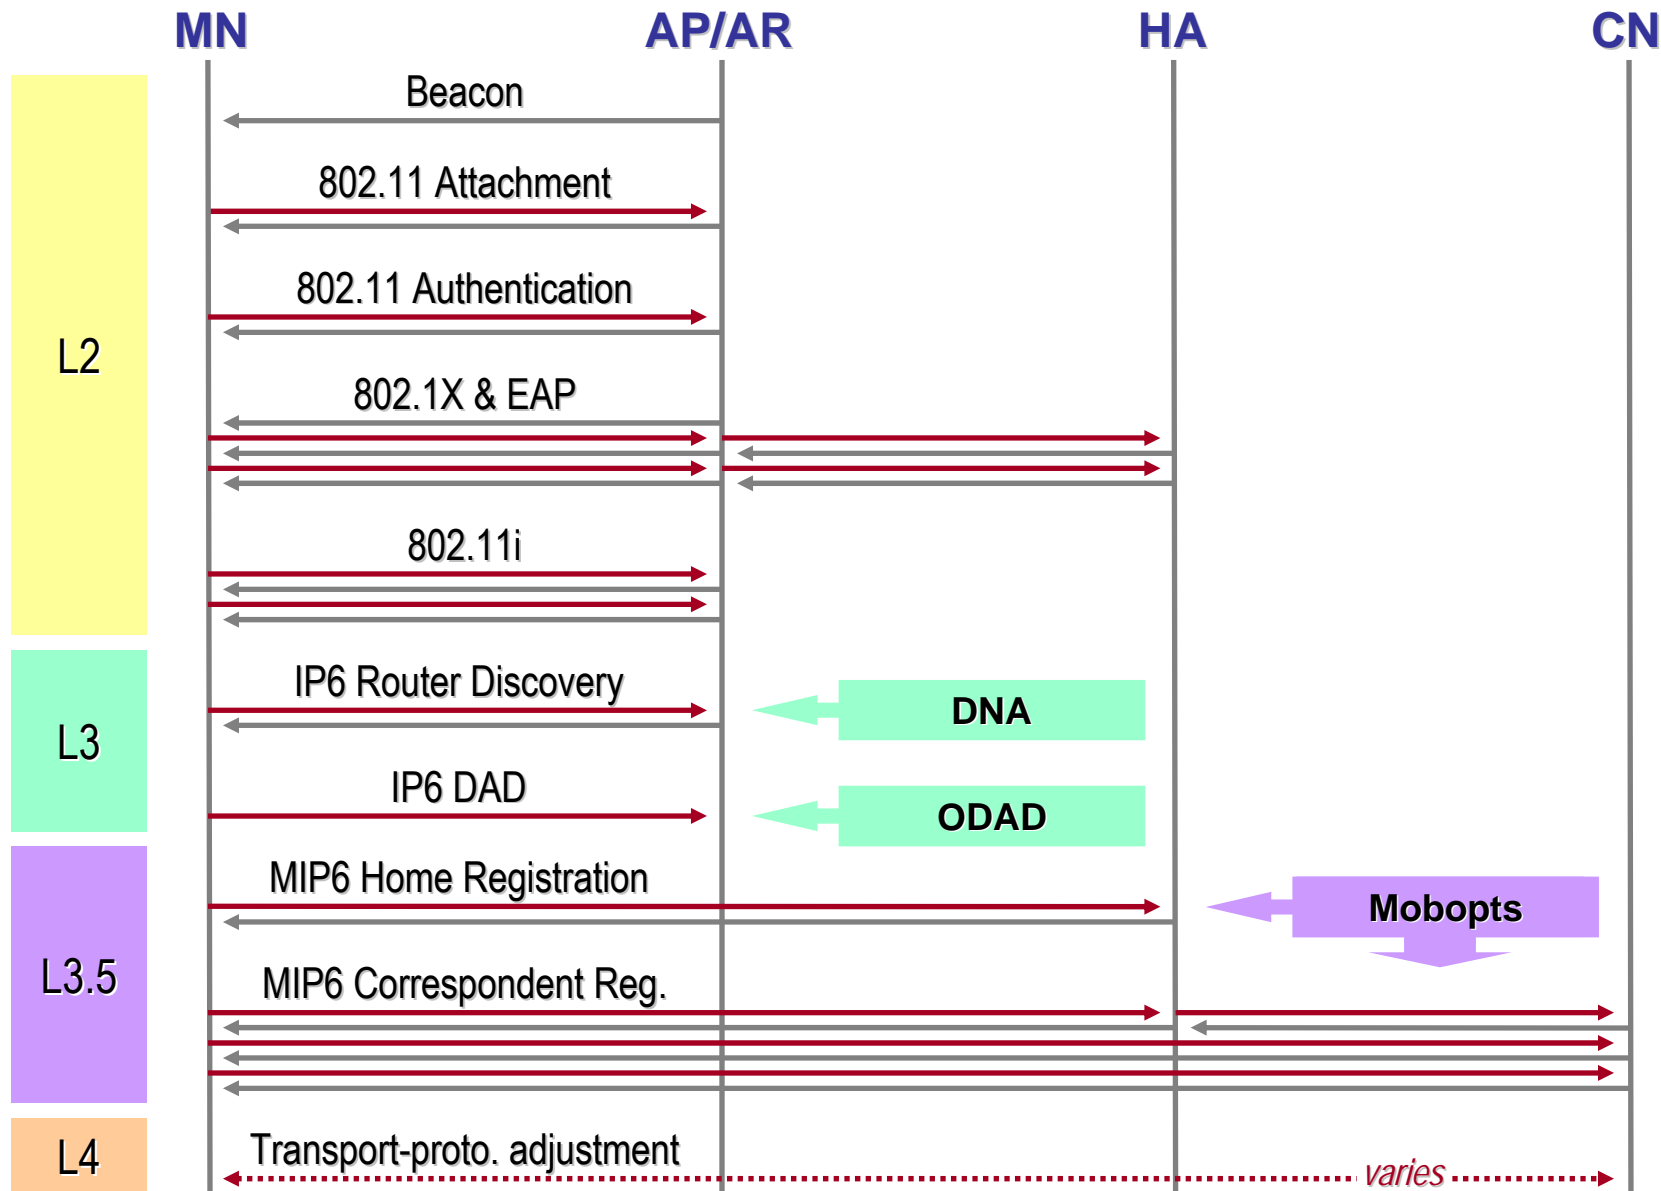 MN AP/AR HA CN
Beacon
802.11 Attachment
802.11 Authentication
L2
802.1X & EAP
802.11i
IP6 Router Discovery
DNA
L3
IP6 DAD
ODAD
MIP6 Home Registration
Mobopts
L3.5
MIP6 Correspondent Reg.
L4
Transport-proto. adjustment
varies